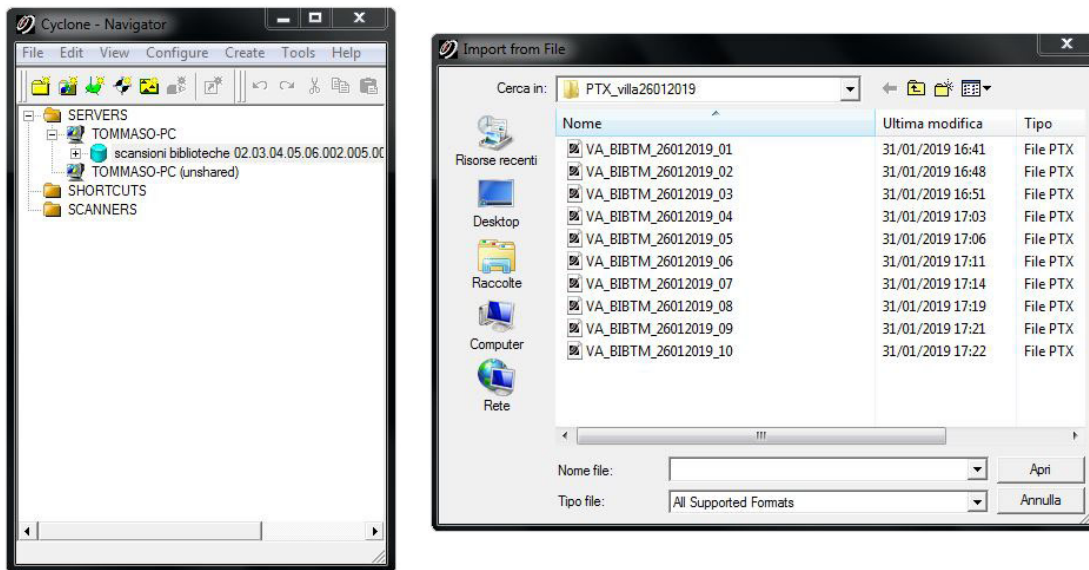 Cyclone - Navigator
File Edit View Configure Create Tools Help
SERVERS
TOMMASO-PC
scansioni biblioteche 02.03.04.05.06.002.005.00
TOMMASO-PC (unshared)
SHORTCUTS
SCANNERS
Import from File
Cerca in: PTX_villa26012019
Nome Ultima modifica Tipo
VA_BIBTM_26012019_01 31/01/2019 16:41 File PTX
VA_BIBTM_26012019_02 31/01/2019 16:48 File PTX
VA_BIBTM_26012019_03 31/01/2019 16:51 File PTX
VA_BIBTM_26012019_04 31/01/2019 17:03 File PTX
VA_BIBTM_26012019_05 31/01/2019 17:06 File PTX
VA_BIBTM_26012019_06 31/01/2019 17:11 File PTX
VA_BIBTM_26012019_07 31/01/2019 17:14 File PTX
VA_BIBTM_26012019_08 31/01/2019 17:19 File PTX
VA_BIBTM_26012019_09 31/01/2019 17:21 File PTX
VA_BIBTM_26012019_10 31/01/2019 17:22 File PTX
Risorse recenti
Desktop
Raccolte
Computer
Rete
Nome file: Apri
Tipo file: All Supported Formats Annulla